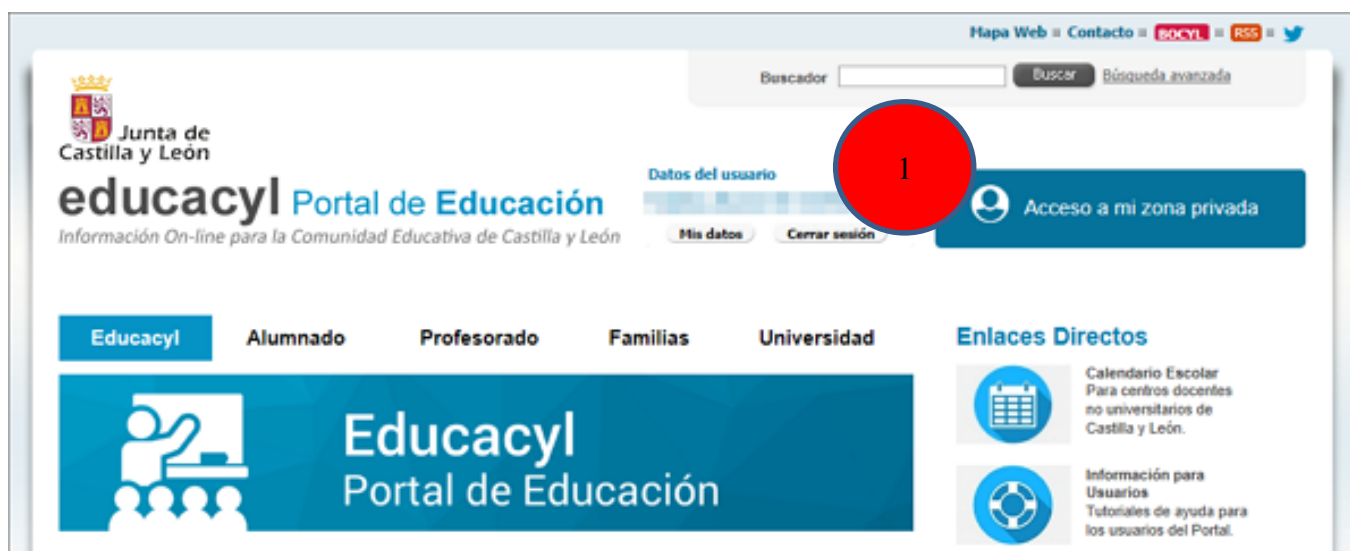 Mapa Web Contacto BOCYL RSS
Buscador Buscar Búsqueda avanzada
Junta de
Castilla y León
educacyl Portal de Educación
Información On-line para la Comunidad Educativa de Castilla y León
Datos del usuario
Mis datos Cerrar sesión
1
Acceso a mi zona privada
Educacyl Alumnado Profesorado Familias Universidad
Educacyl
Portal de Educación
Enlaces Directos
Calendario Escolar
Para centros docentes
no universitarios de
Castilla y León.
Información para
Usuarios
Tutoriales de ayuda para
los usuarios del Portal.